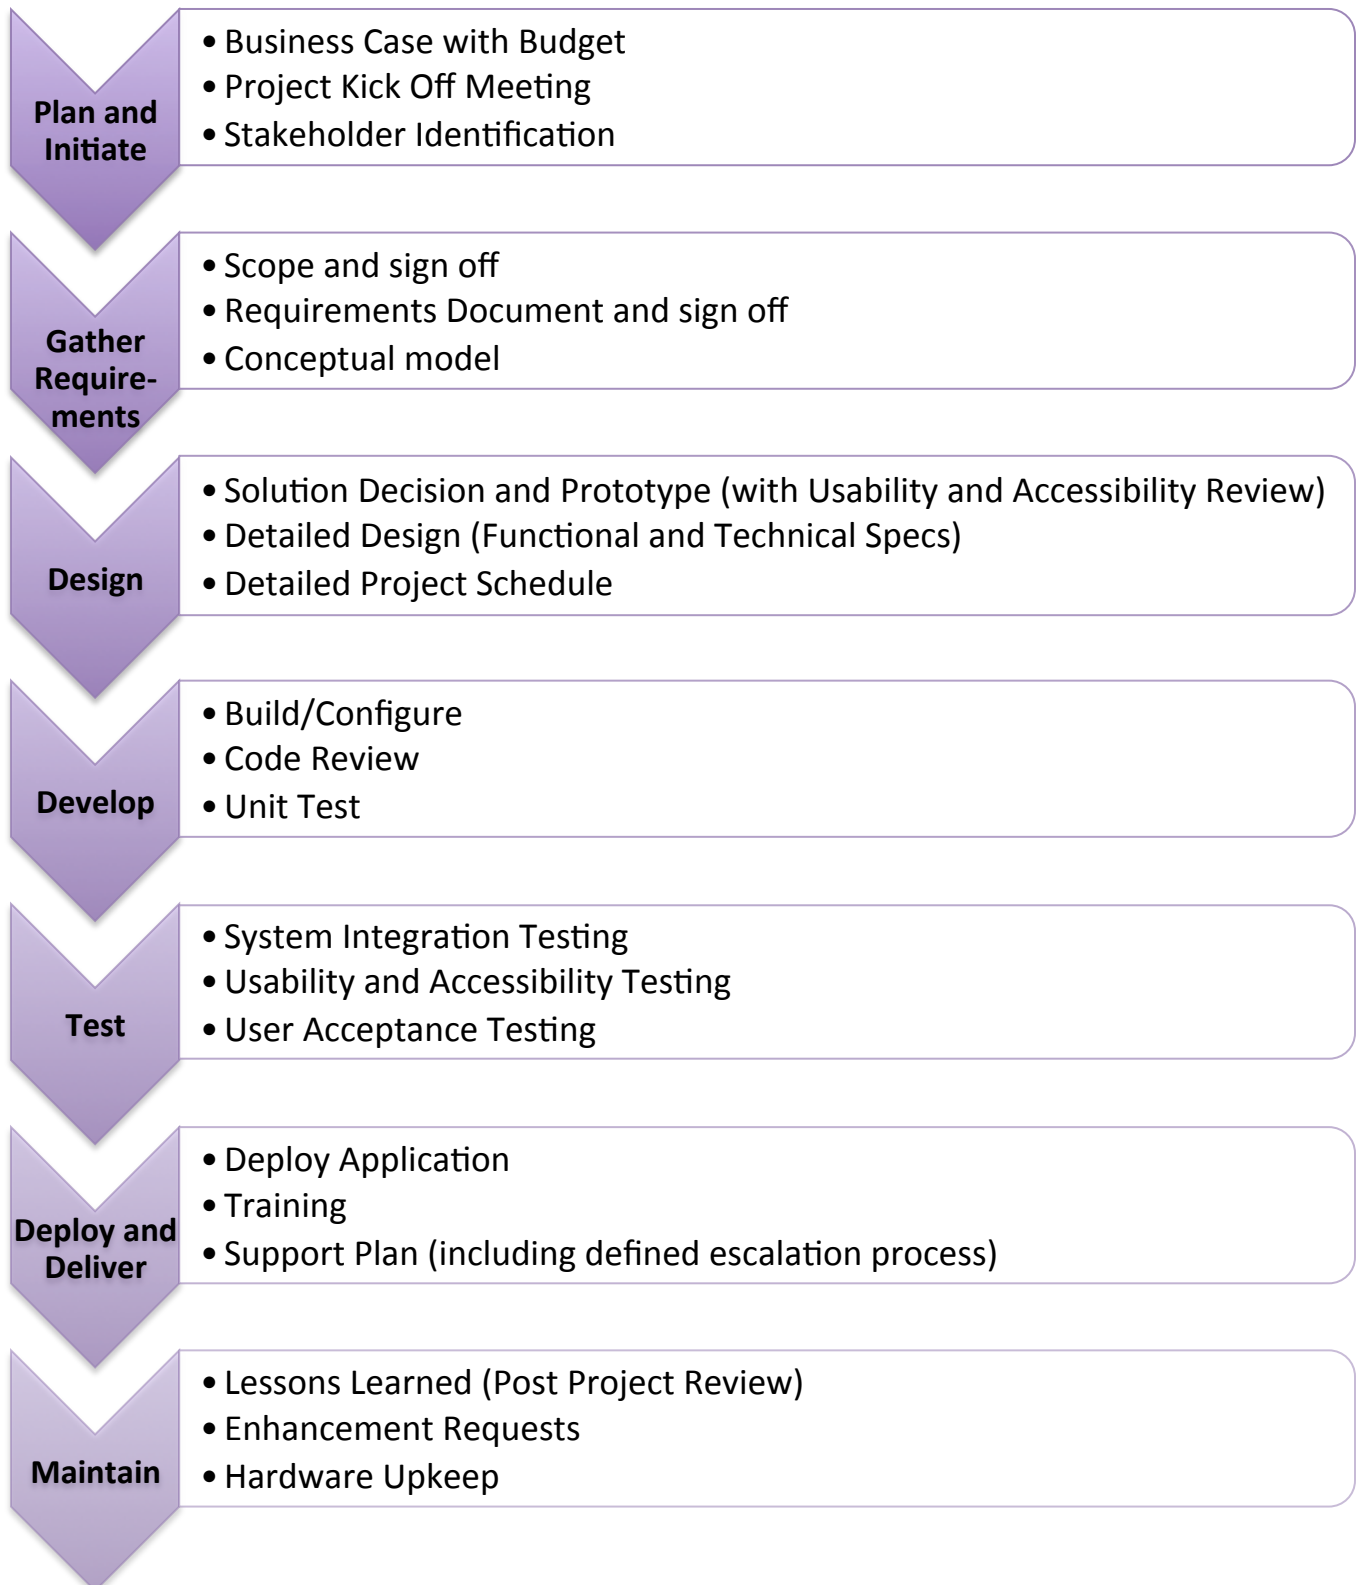 Plan and
Initiate
• Business Case with Budget
• Project Kick Off Meeting
• Stakeholder Identification
Gather
Require-
ments
• Scope and sign off
• Requirements Document and sign off
• Conceptual model
Design
• Solution Decision and Prototype (with Usability and Accessibility Review)
• Detailed Design (Functional and Technical Specs)
• Detailed Project Schedule
Develop
• Build/Configure
• Code Review
• Unit Test
Test
• System Integration Testing
• Usability and Accessibility Testing
• User Acceptance Testing
Deploy and
Deliver
• Deploy Application
• Training
• Support Plan (including defined escalation process)
Maintain
• Lessons Learned (Post Project Review)
• Enhancement Requests
• Hardware Upkeep